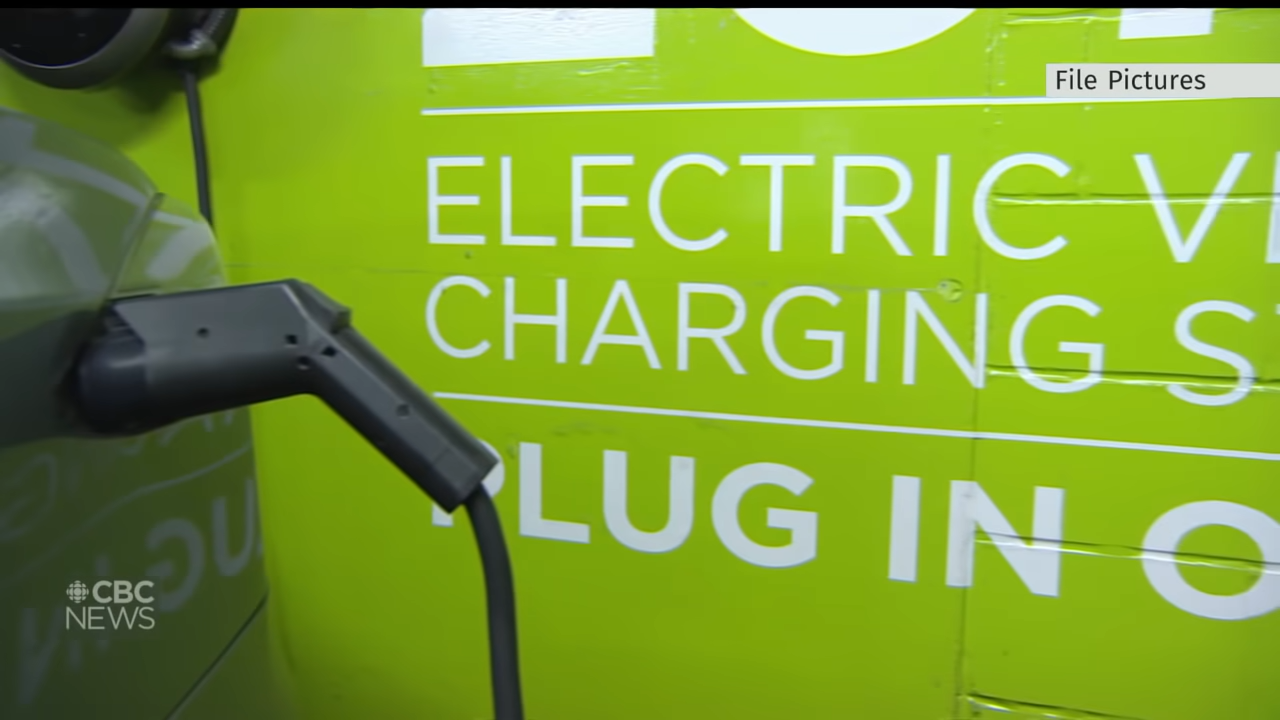 File Pictures
ELECTRIC
CHARGING
PLUG IN
CBC
NEWS